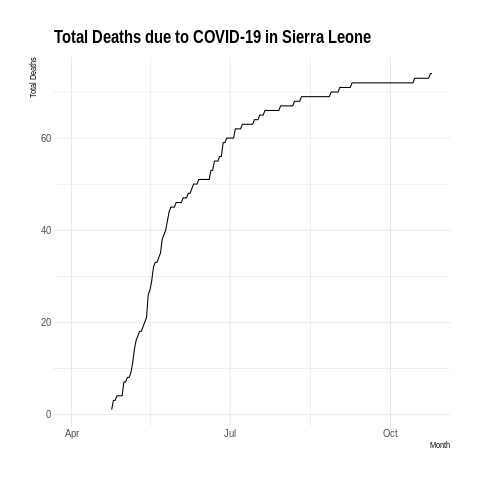 Total Deaths due to COVID-19 in Sierra Leone
Total Deaths
60
40
20
0
Apr
Jul
Oct
Month